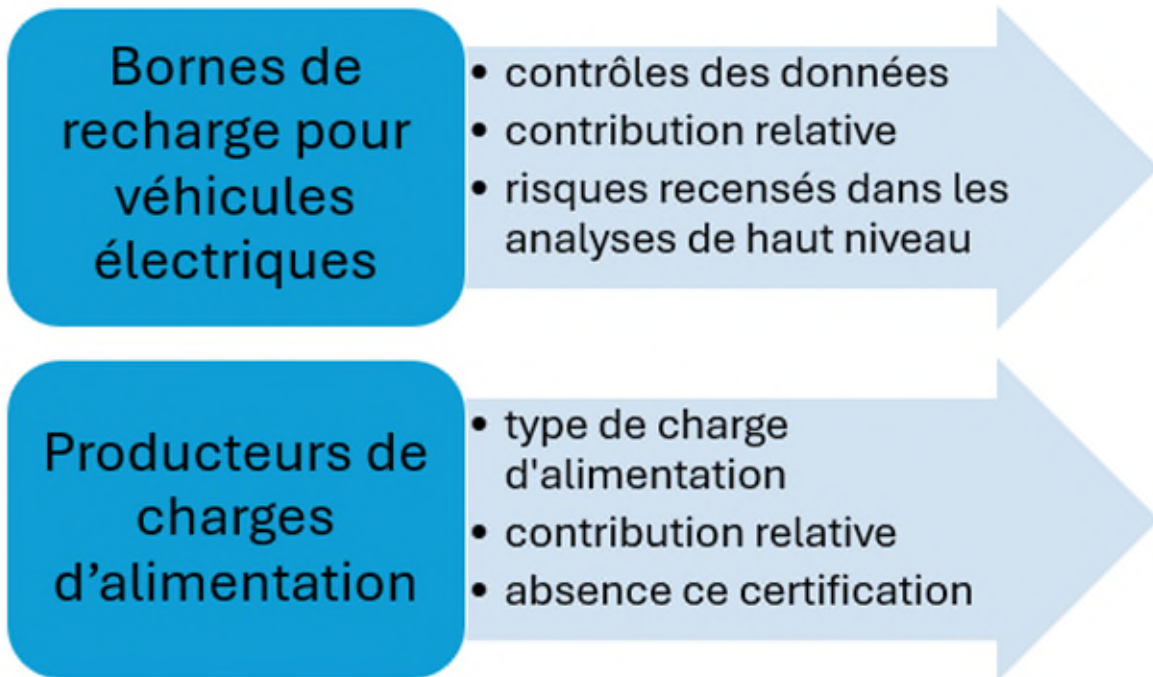 Bornes de
recharge pour
véhicules
électriques
• contrôles des données
• contribution relative
• risques recensés dans les
analyses de haut niveau
Producteurs de
charges
d’alimentation
• type de charge
d'alimentation
• contribution relative
• absence ce certification